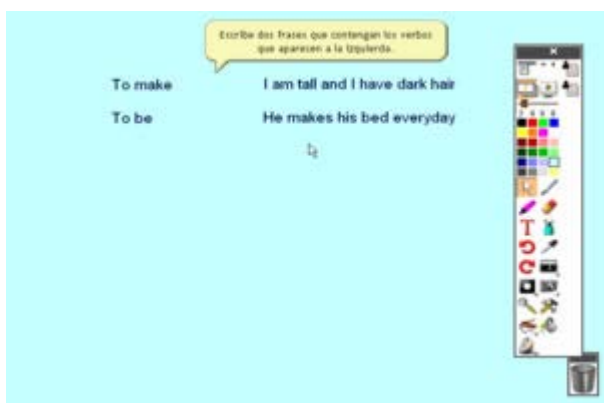 Escribe dos frases que contengan los verbos
que aparecen a la izquierda.
To make I am tall and I have dark hair
To be He makes his bed everyday